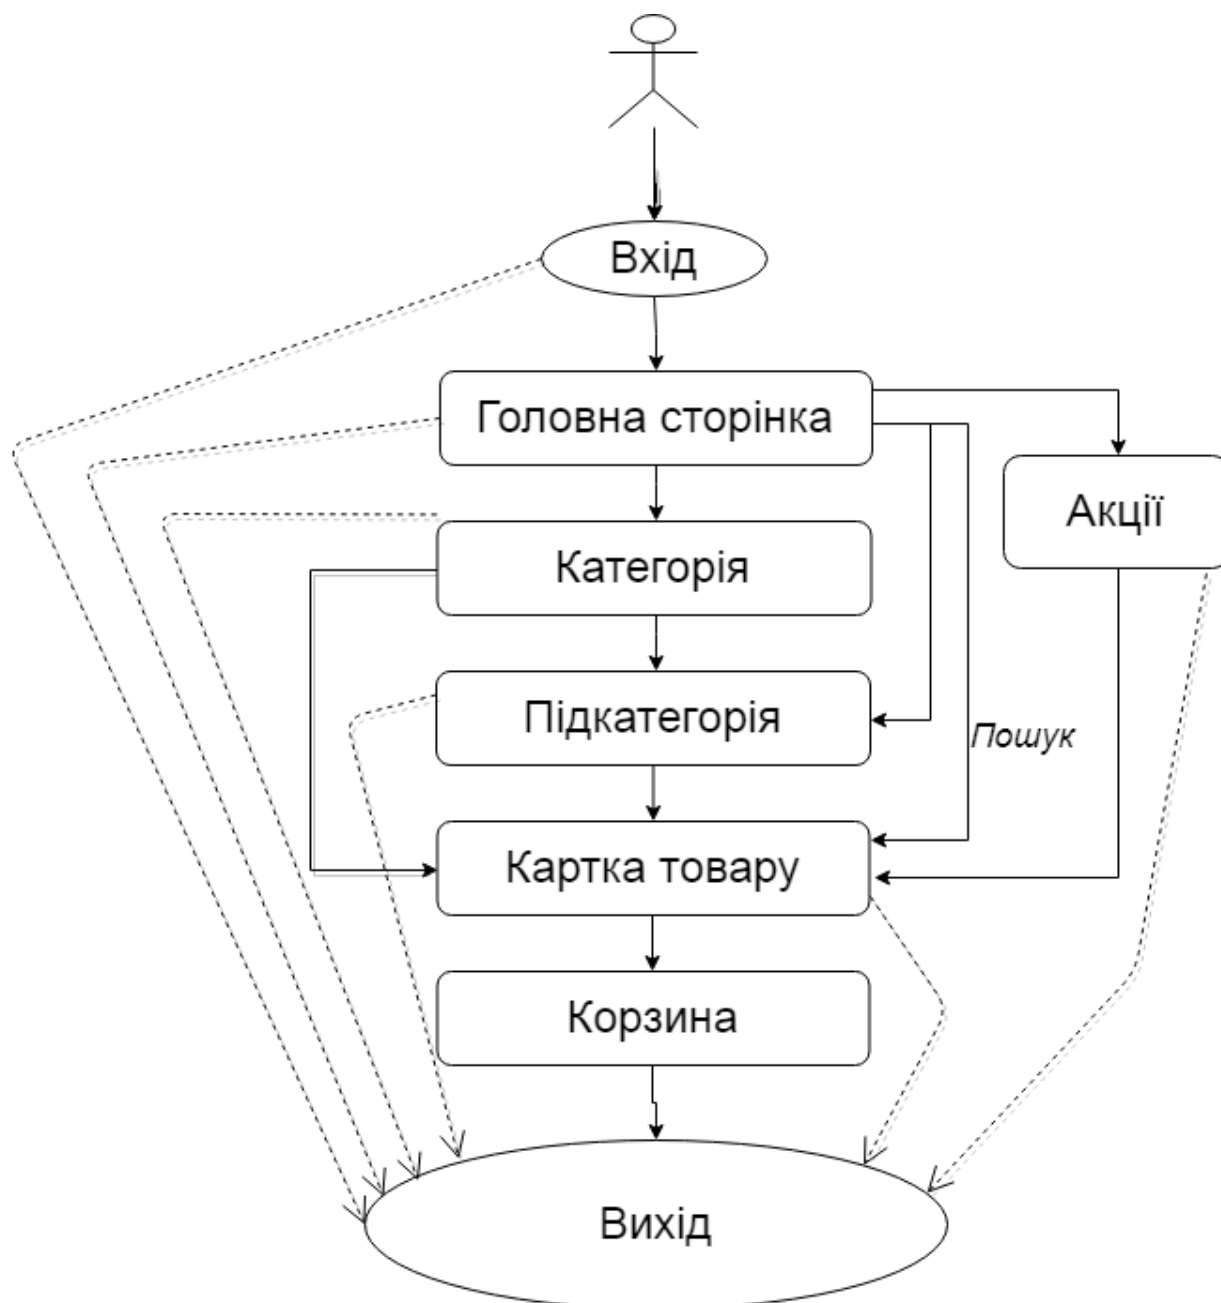 Вхід
Головна сторінка
Акції
Категорія
Підкатегорія
Пошук
Картка товару
Корзина
Вихід